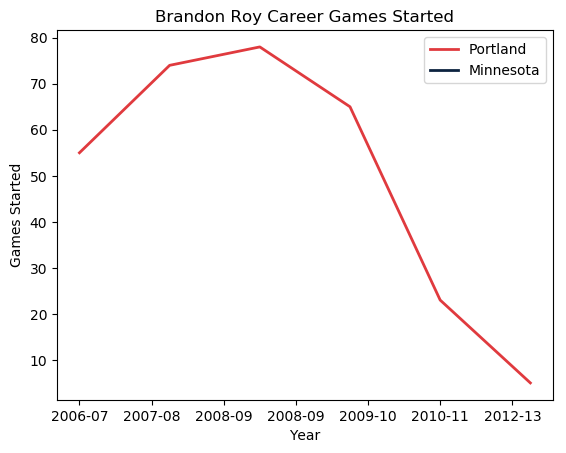 Brandon Roy Career Games Started
Portland
Minnesota
80
70
60
50
40
30
20
10
Games Started
2006-07 2007-08 2008-09 2008-09 2009-10 2010-11 2012-13
Year